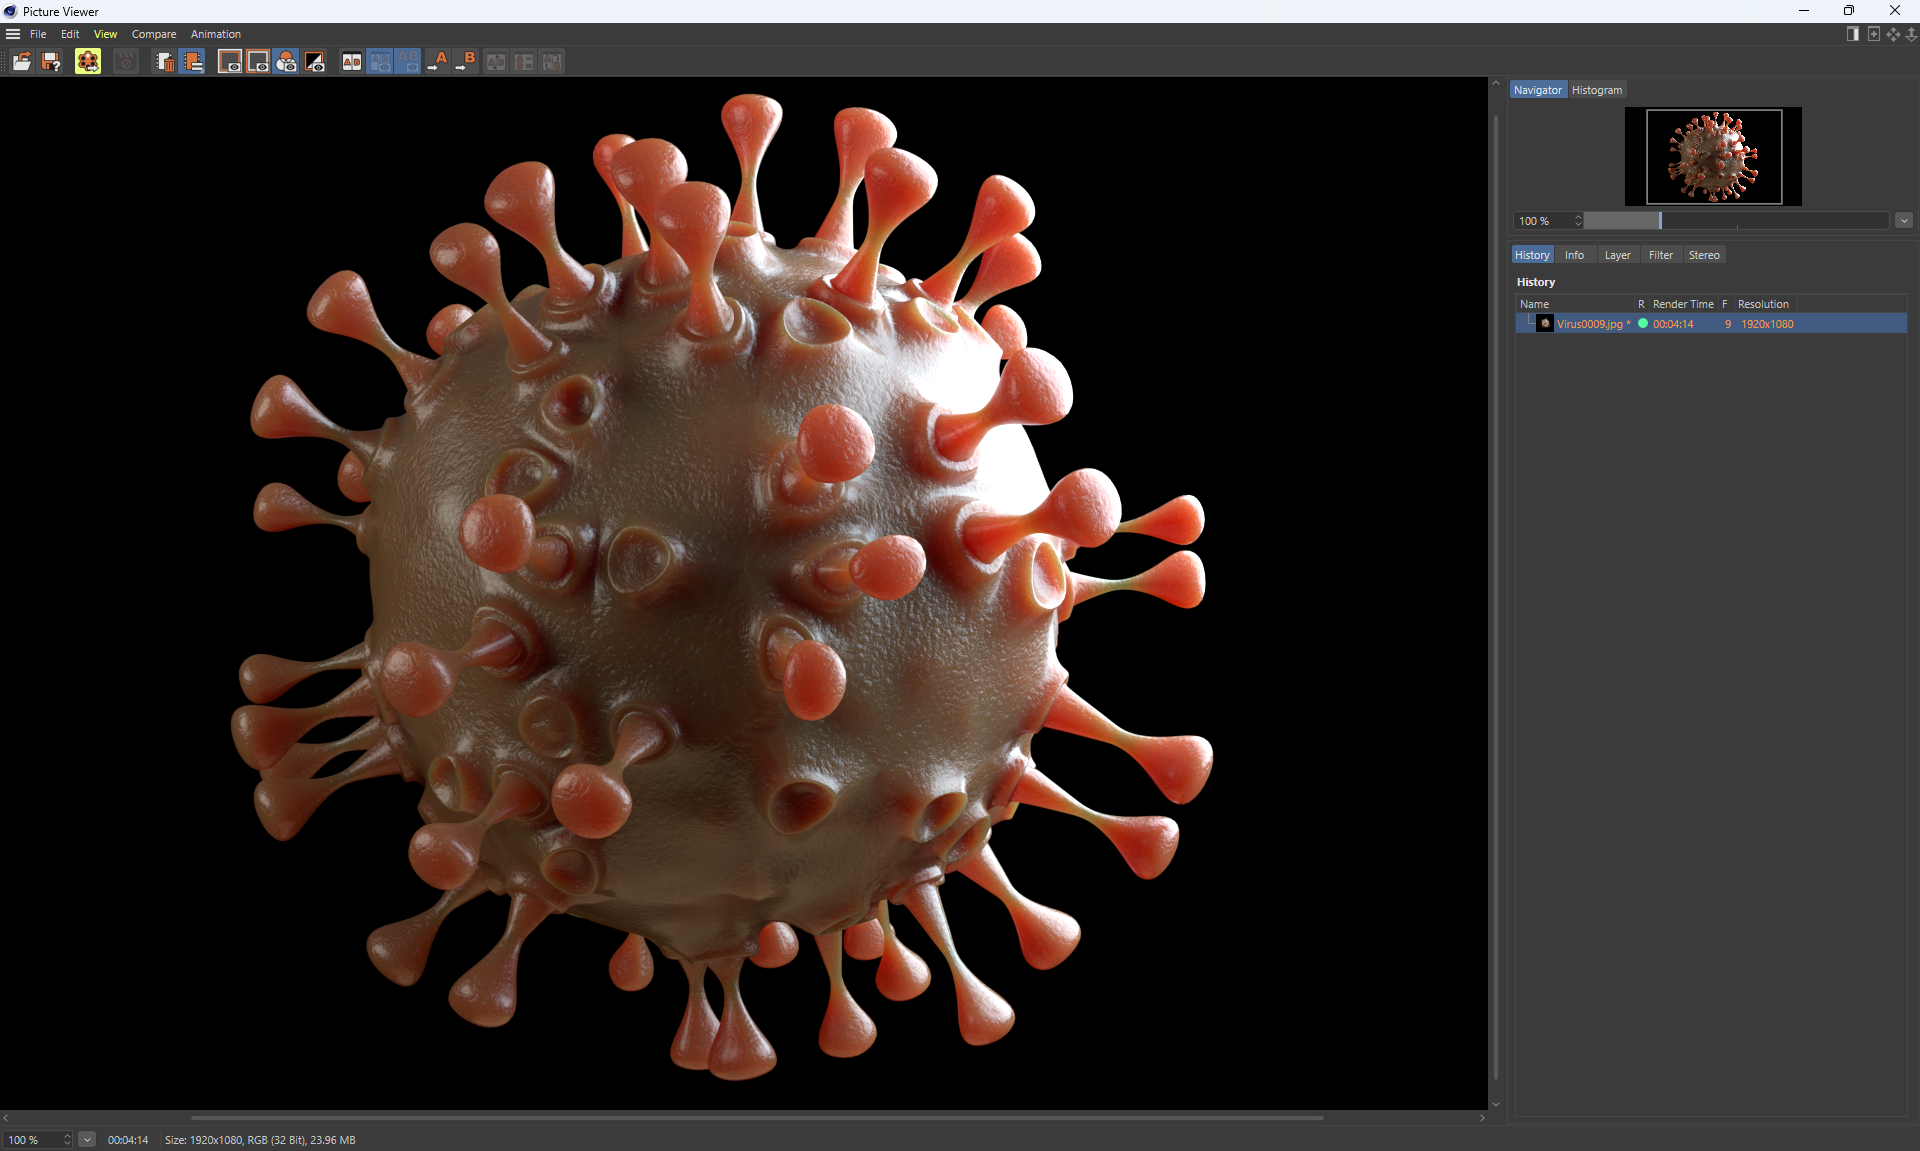 Picture Viewer
File Edit View Compare Animation
A B
AB
A
B
Navigator Histogram
100 %
History Info Layer Filter Stereo
History
Name R Render Time F Resolution
Virus0009.jpg * 00:04:14 9 1920x1080
100 % 00:04:14 Size: 1920x1080, RGB (32 Bit), 23.96 MB